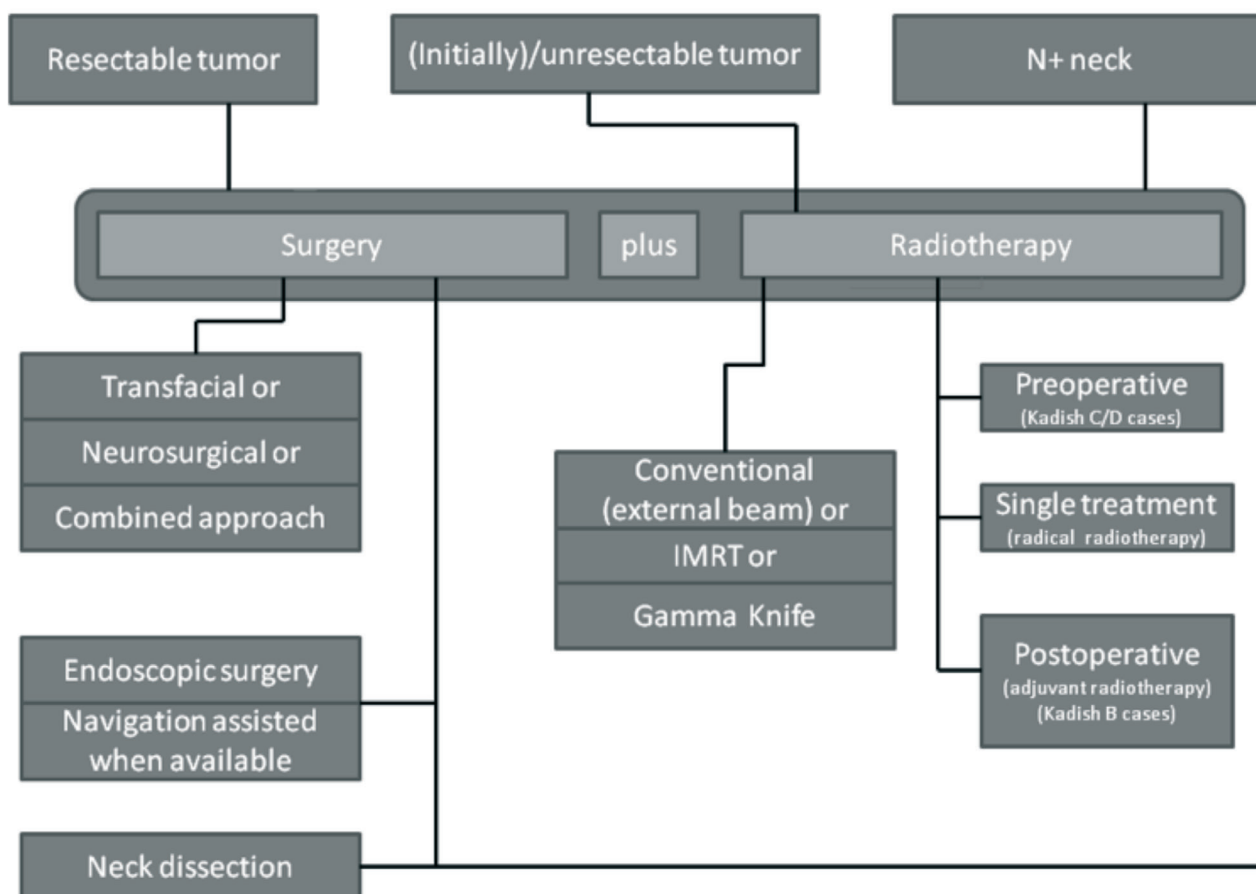 Resectable tumor
(Initially)/unresectable tumor
N+ neck
Surgery
plus
Radiotherapy
Transfacial or
Neurosurgical or
Combined approach
Endoscopic surgery
Navigation assisted
when available
Neck dissection
Conventional
(external beam) or
IMRT or
Gamma Knife
Preoperative
(Kadish C/D cases)
Single treatment
(radical radiotherapy)
Postoperative
(adjuvant radiotherapy)
(Kadish B cases)